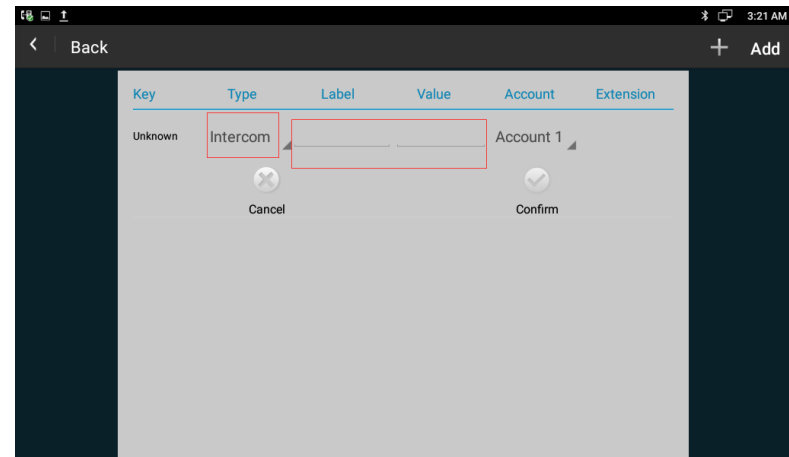 3:21 AM
Back
Add
Key Type Label Value Account Extension
Unknown Intercom Account 1
Cancel Confirm